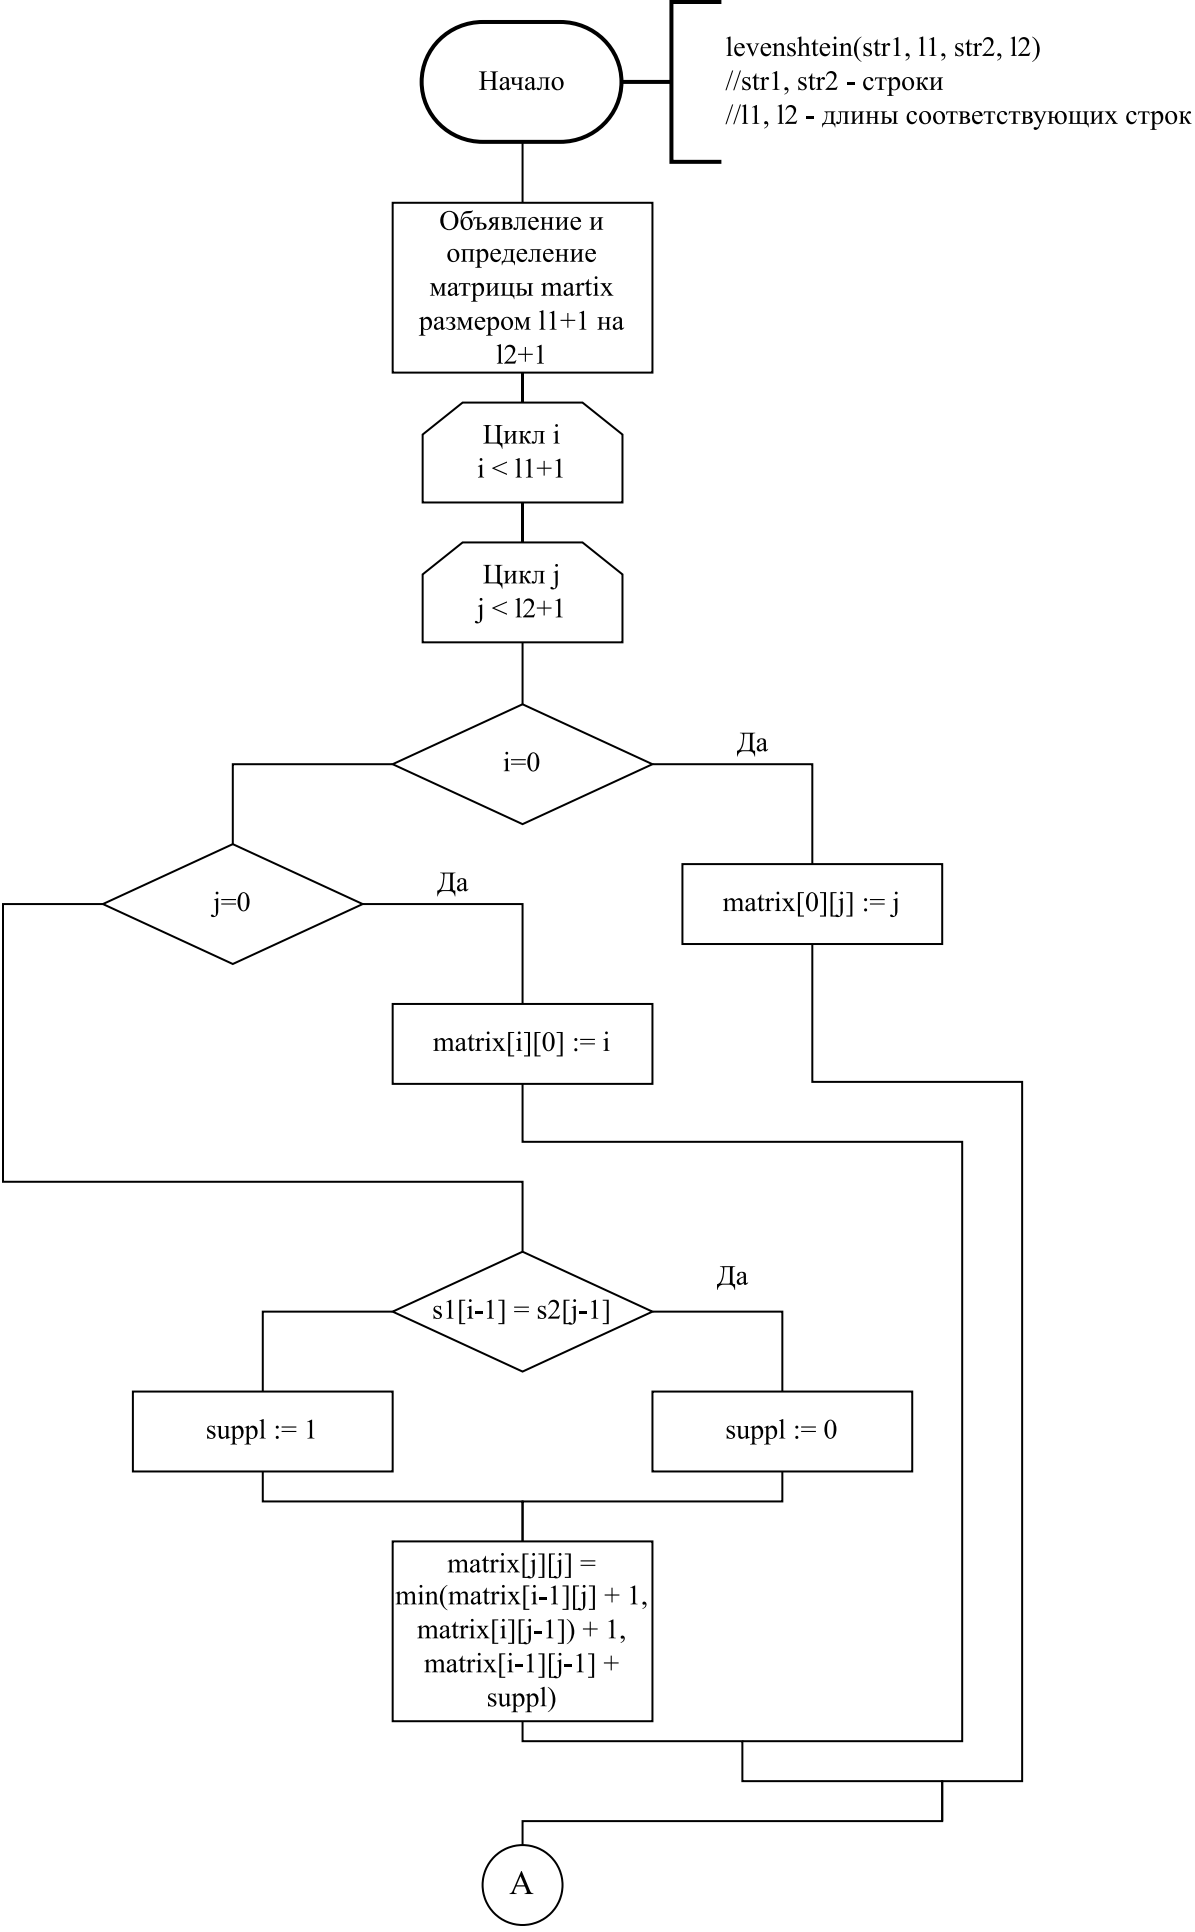 Начало
levenshtein(str1, l1, str2, l2)
//str1, str2 - строки
//l1, l2 - длины соответствующих строк
Объявление и
определение
матрицы martix
размером l1+1 на
l2+1
Цикл i
i < l1+1
Цикл j
j < l2+1
i=0
Да
j=0
Да
matrix[0][j] := j
matrix[i][0] := i
s1[i-1] = s2[j-1]
Да
suppl := 1
suppl := 0
matrix[j][j] =
min(matrix[i-1][j] + 1,
matrix[i][j-1]) + 1,
matrix[i-1][j-1] +
suppl)
A